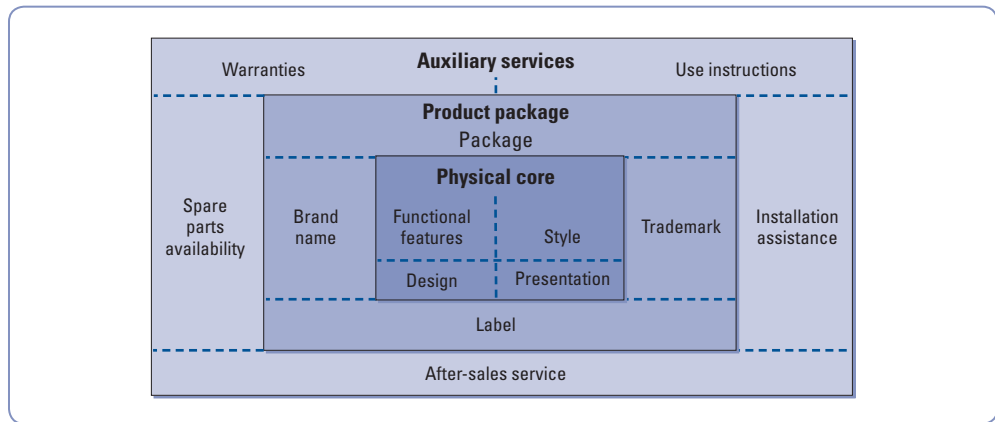 Warranties
Auxiliary services
Use instructions
Product package
Package
Physical core
Spare
parts
availability
Brand
name
Functional
features
Style
Trademark
Installation
assistance
Design
Presentation
Label
After-sales service